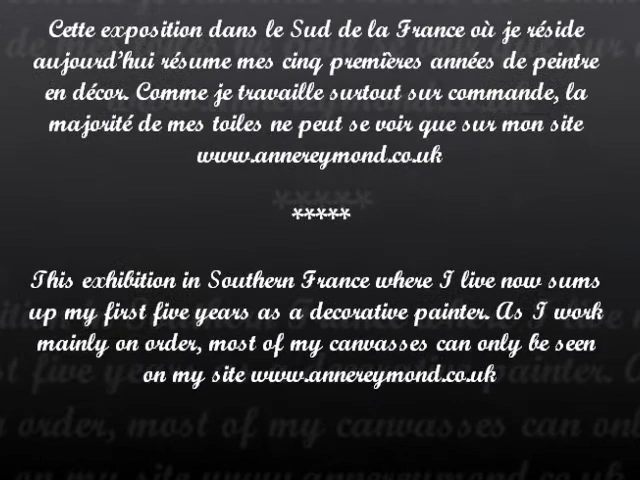 Cette exposition dans le Sud de la France où je réside
aujourd'hui résume mes cinq premières années de peintre
en décor. Comme je travaille surtout sur commande, la
majorité de mes toiles ne peut se voir que sur mon site
www.annereymond.co.uk
*****
This exhibition in Southern France where I live now sums
up my first five years as a decorative painter. As I work
mainly on order, most of my canvasses can only be seen
on my site www.annereymond.co.uk